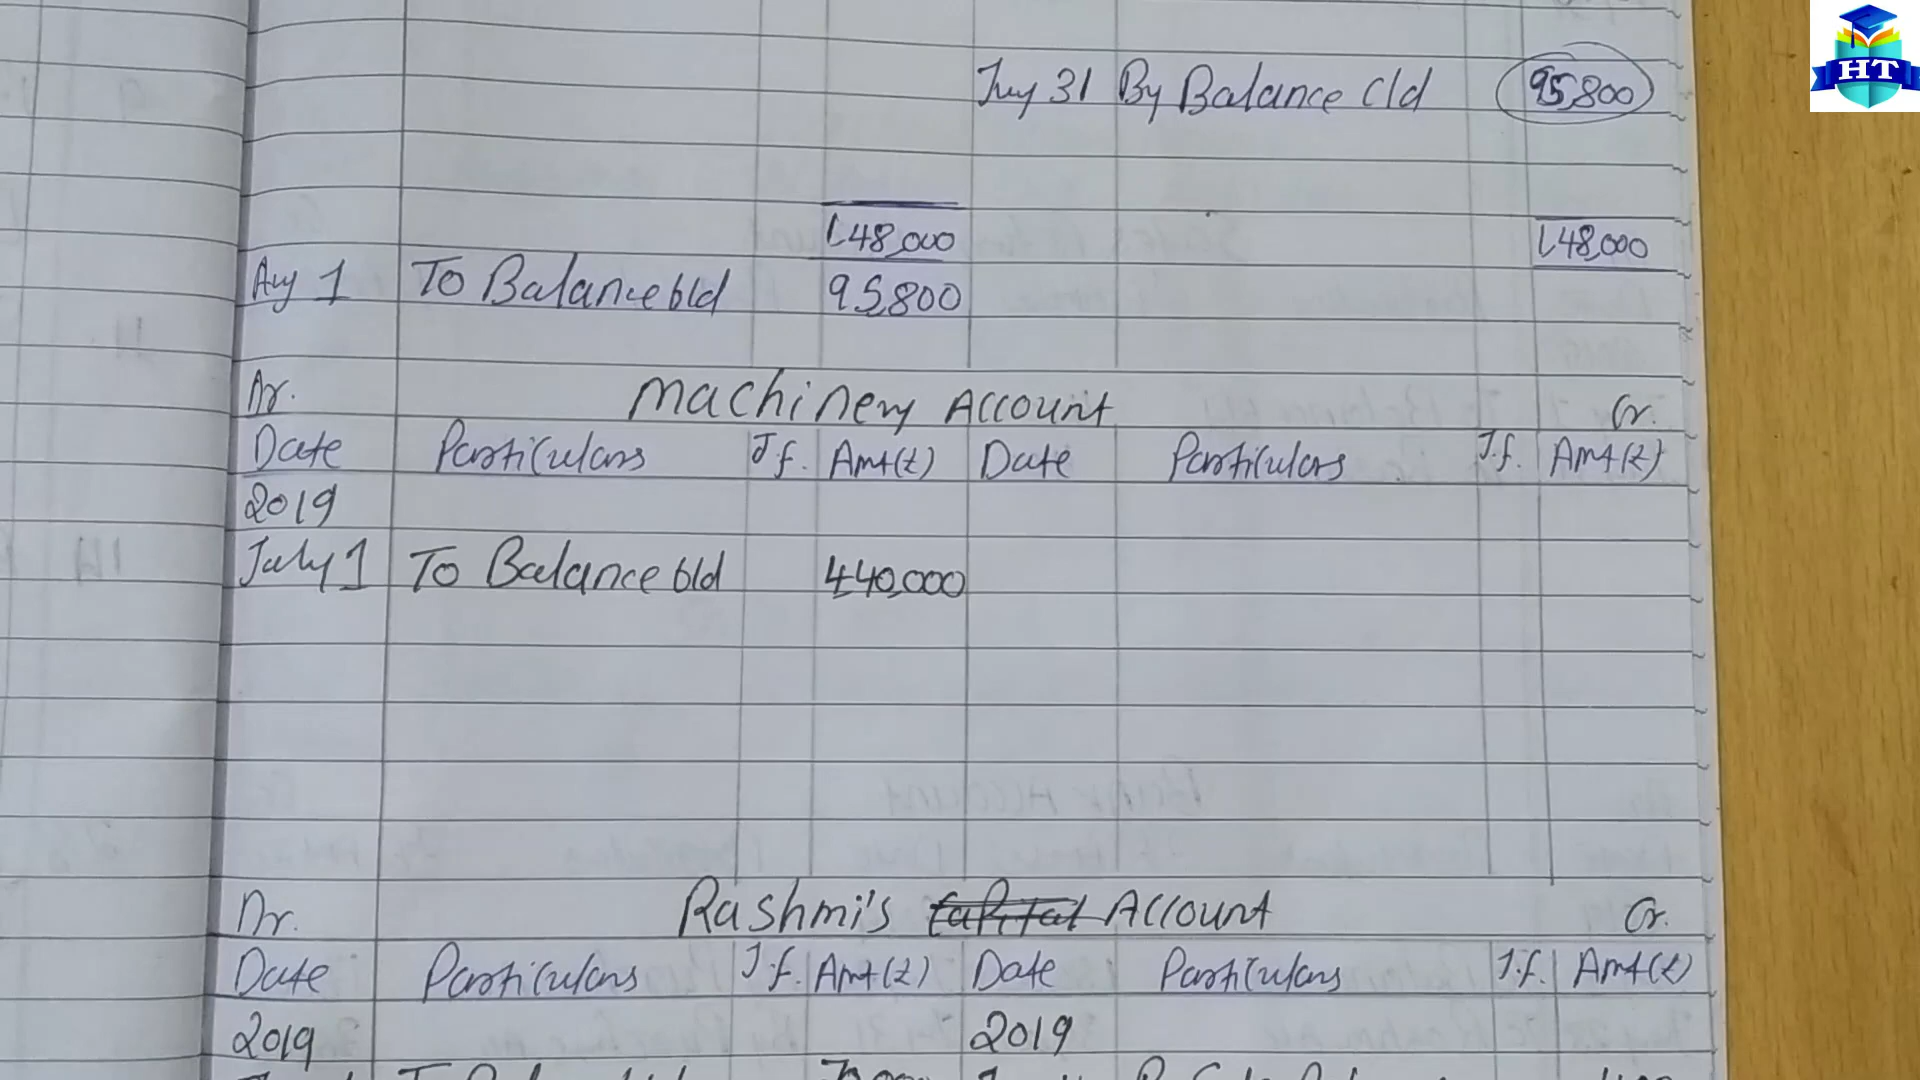 July 31 By Balance c/d 95,800
1,48,000 1,48,000
Aug 1 To Balance b/d 95,800
Dr. Machinery Account Cr.
Date Particulars J.f. Amt(₹) Date Particulars J.f. Amt(₹)
2019
July 1 To Balance b/d 4,40,000
Dr. Rashmi's Capital Account Cr.
Date Particulars J.f. Amt(₹) Date Particulars J.f. Amt(₹)
2019 2019
HT